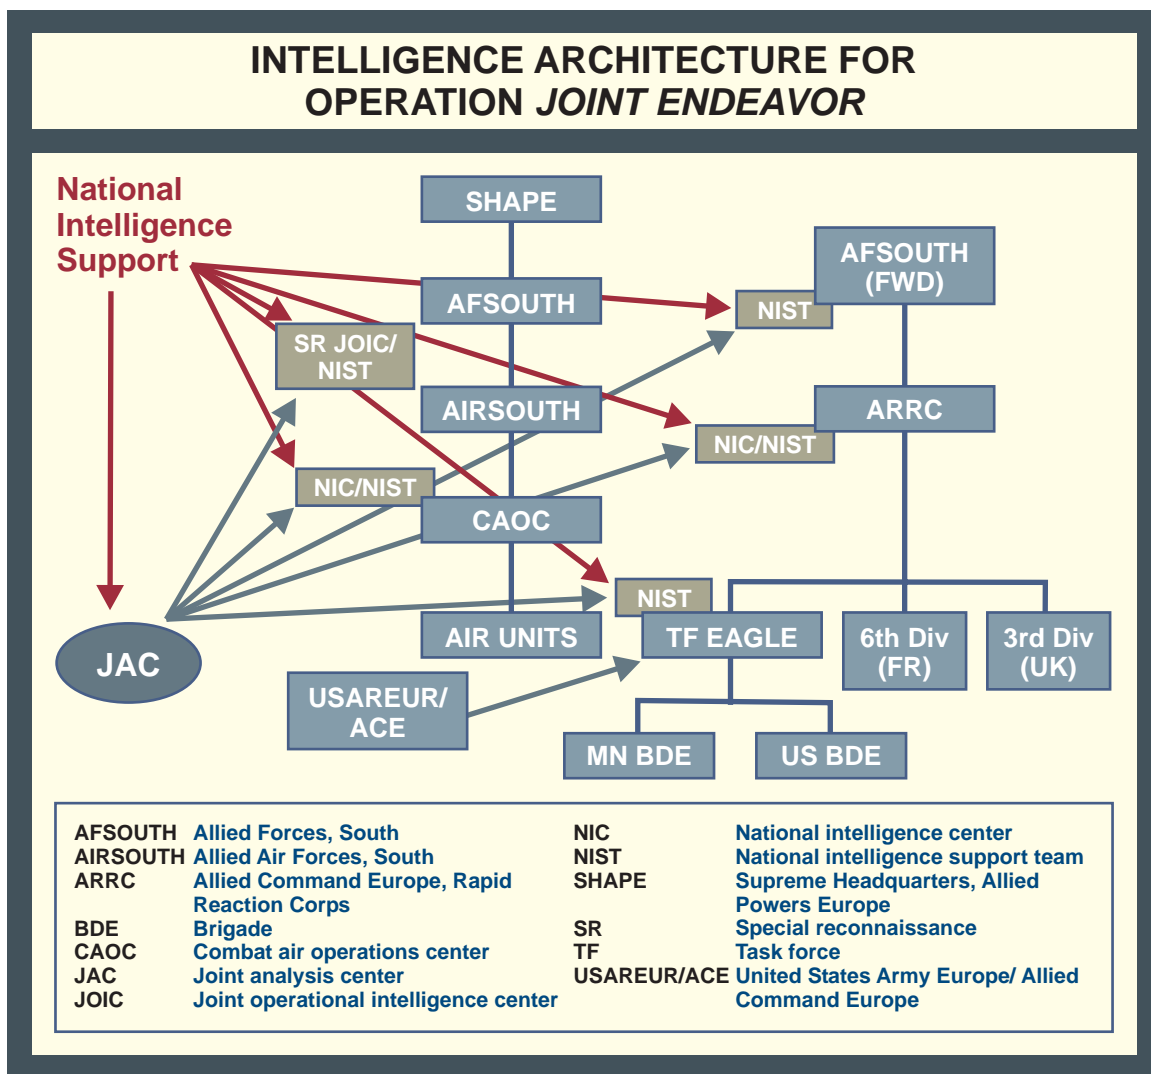 INTELLIGENCE ARCHITECTURE FOR
OPERATION JOINT ENDEAVOR
National
Intelligence
Support
SHAPE
AFSOUTH
(FWD)
AFSOUTH
NIST
SR JOIC/
NIST
AIRSOUTH
ARRC
NIC/NIST
NIC/NIST
CAOC
NIST
AIR UNITS
TF EAGLE
6th Div
(FR)
3rd Div
(UK)
JAC
USAREUR/
ACE
MN BDE
US BDE
AFSOUTH Allied Forces, South
AIRSOUTH Allied Air Forces, South
ARRC Allied Command Europe, Rapid
Reaction Corps
BDE Brigade
CAOC Combat air operations center
JAC Joint analysis center
JOIC Joint operational intelligence center
NIC National intelligence center
NIST National intelligence support team
SHAPE Supreme Headquarters, Allied
Powers Europe
SR Special reconnaissance
TF Task force
USAREUR/ACE United States Army Europe/ Allied
Command Europe